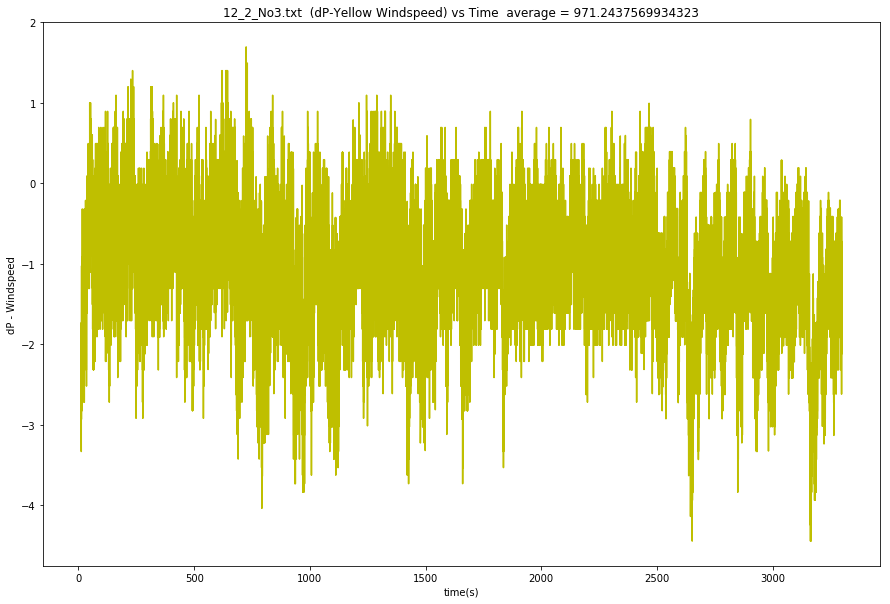 12_2_No3.txt  (dP-Yellow Windspeed) vs Time  average = 971.2437569934323
2
1
0
−1
−2
−3
−4
dP - Windspeed
0 500 1000 1500 2000 2500 3000
time(s)